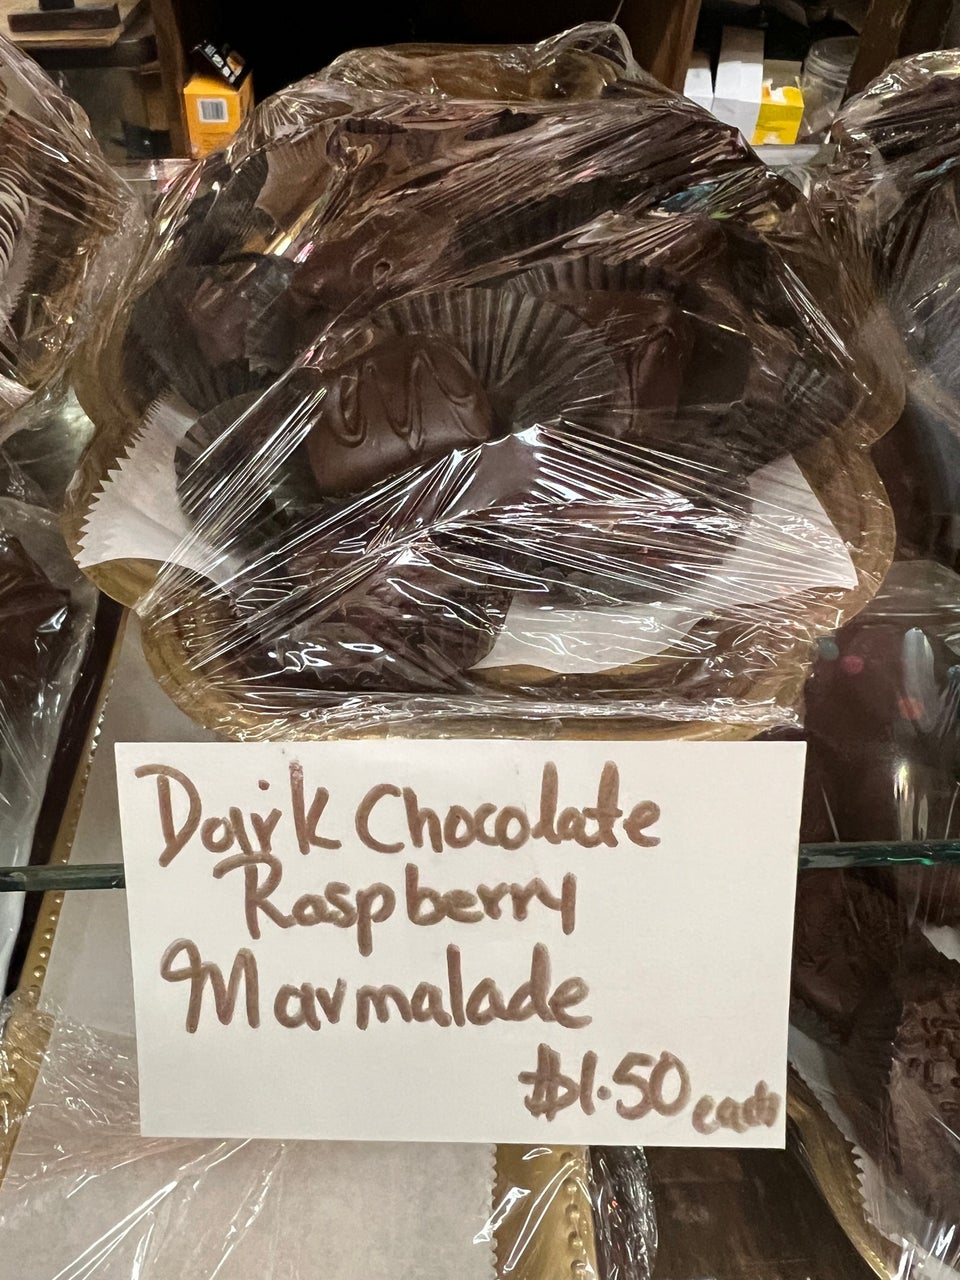 Dark Chocolate
Raspberry
Marmalade
$1.50 each